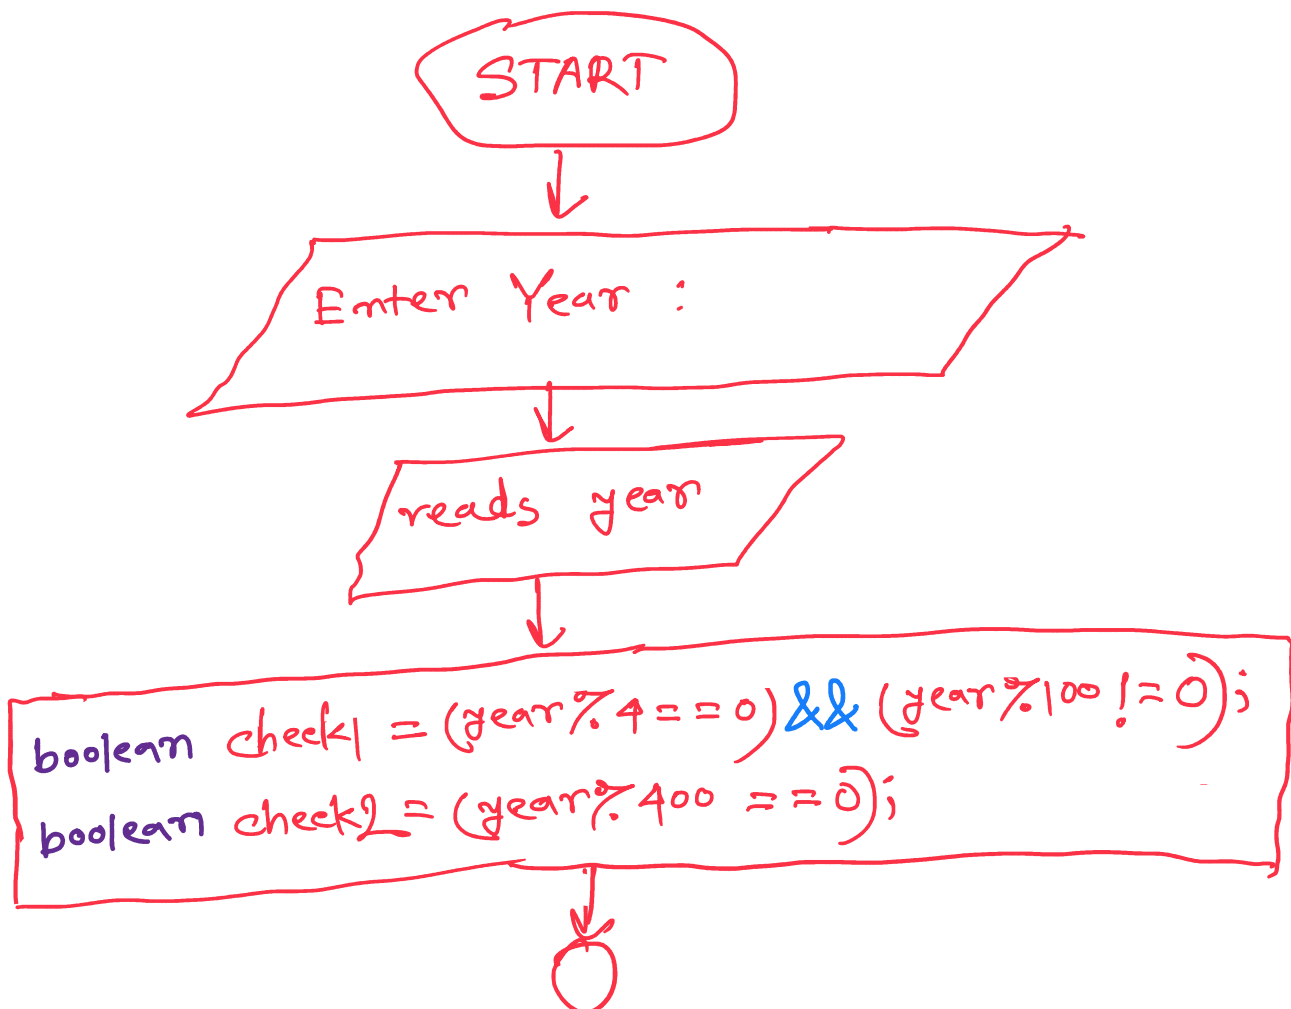 START
Enter Year :
reads year
boolean check1 = (year%4==0)&& (year%100!=0);
boolean check2 = (year%400 ==0);